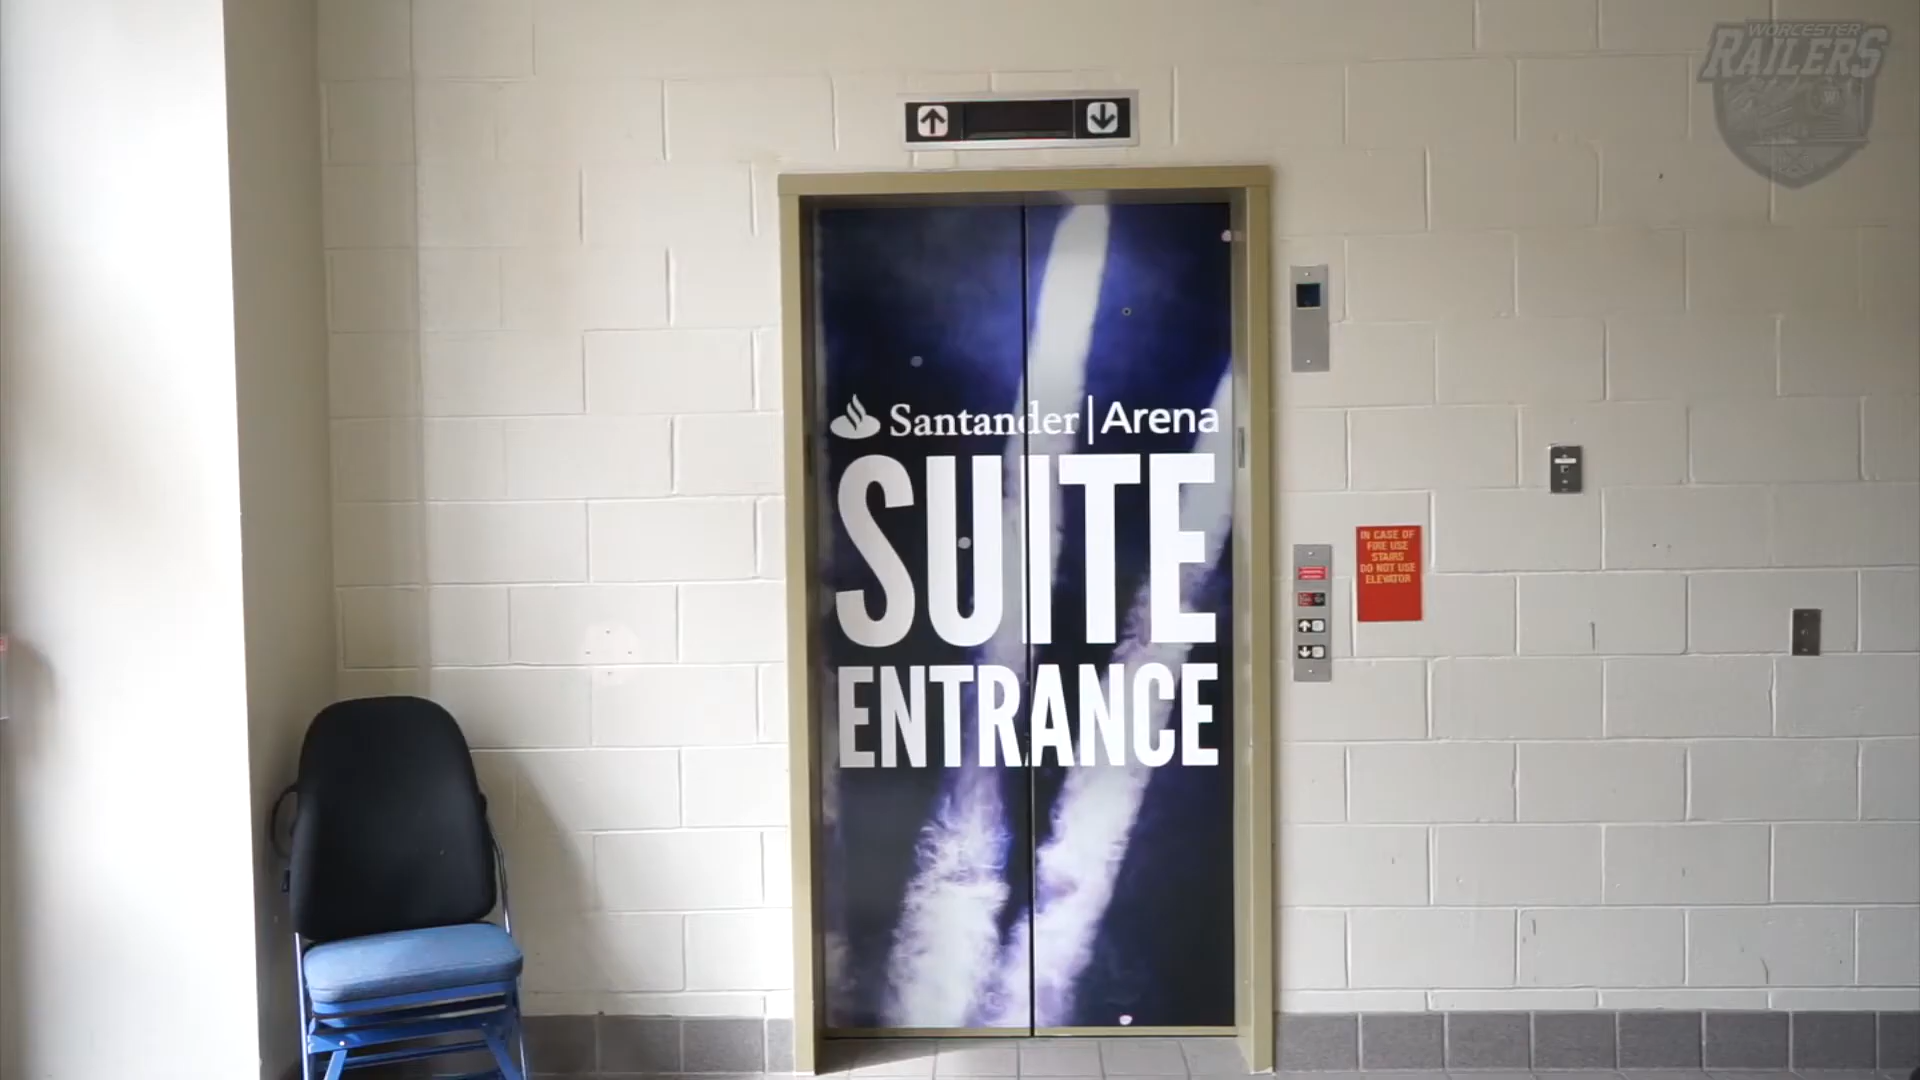 WORCESTER
RAILERS
Santander | Arena
SUITE
ENTRANCE
IN CASE OF
FIRE USE
STAIRS
DO NOT USE
ELEVATOR